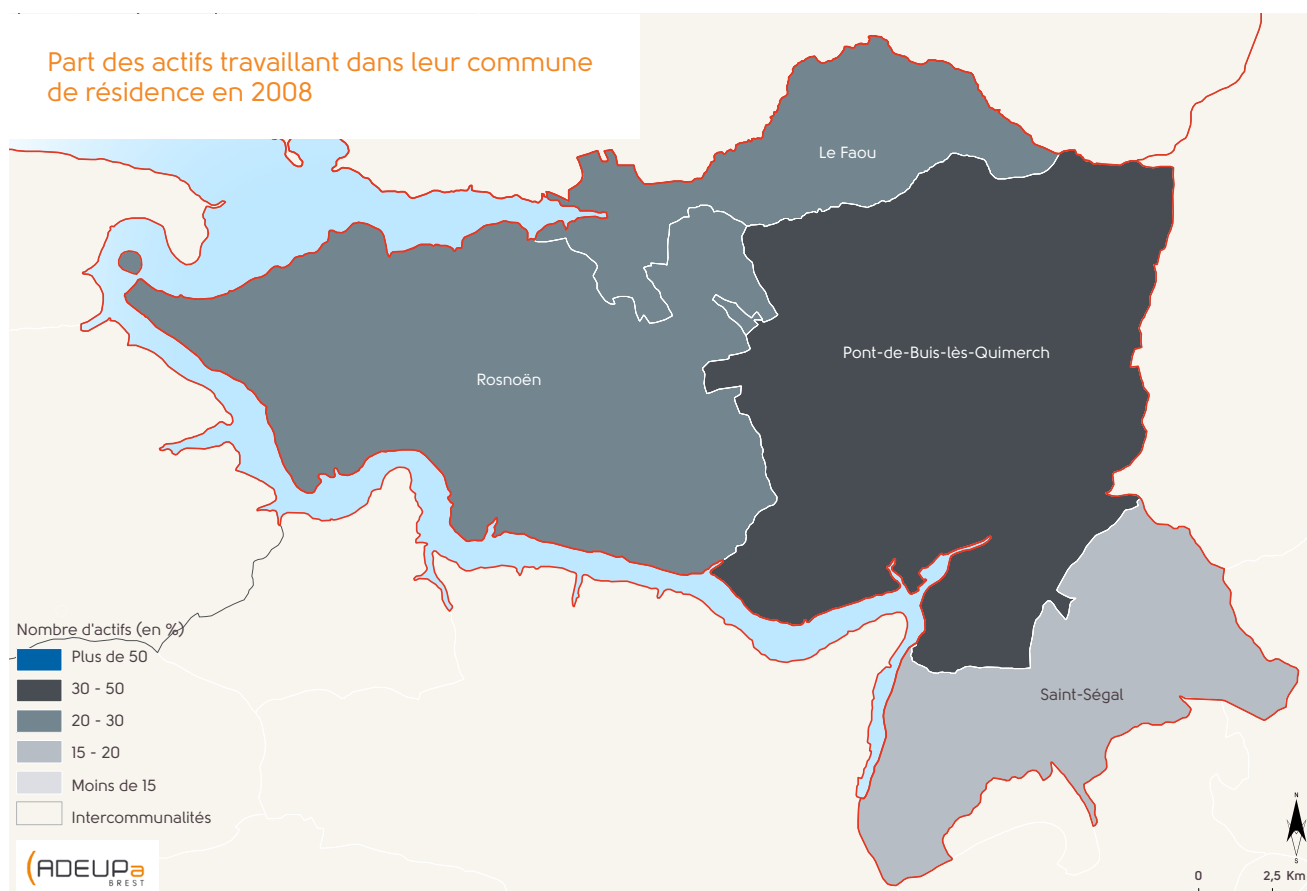 Part des actifs travaillant dans leur commune
de résidence en 2008
Le Faou
Pont-de-Buis-lès-Quimerch
Rosnoën
Saint-Ségal
Nombre d'actifs (en %)
Plus de 50
30 - 50
20 - 30
15 - 20
Moins de 15
Intercommunalités
ADEUPa
BREST
N
S
0 2,5 Km